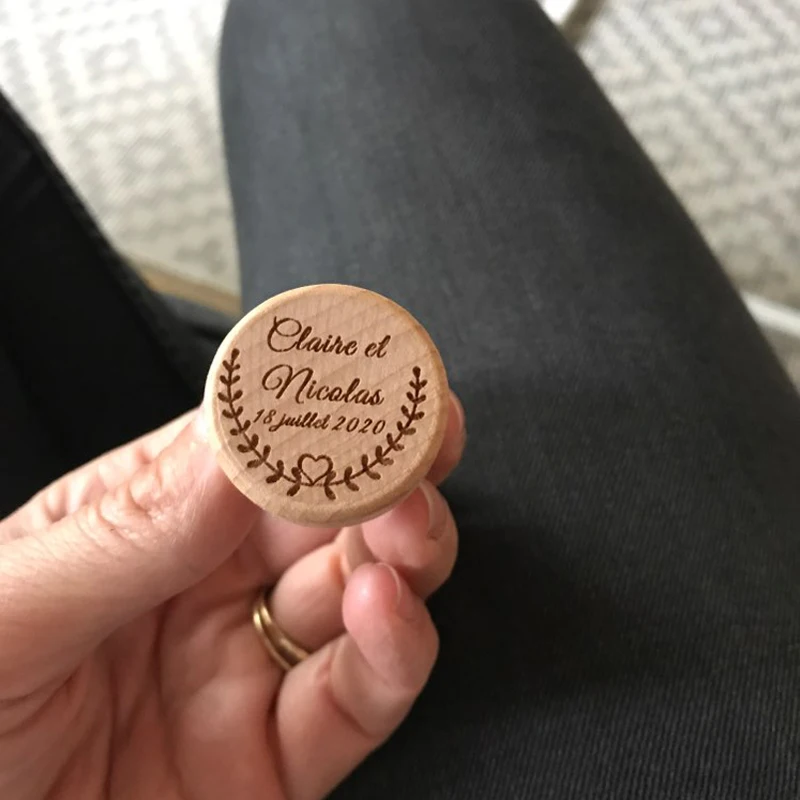 Claire et
Nicolas
18 juillet 2020